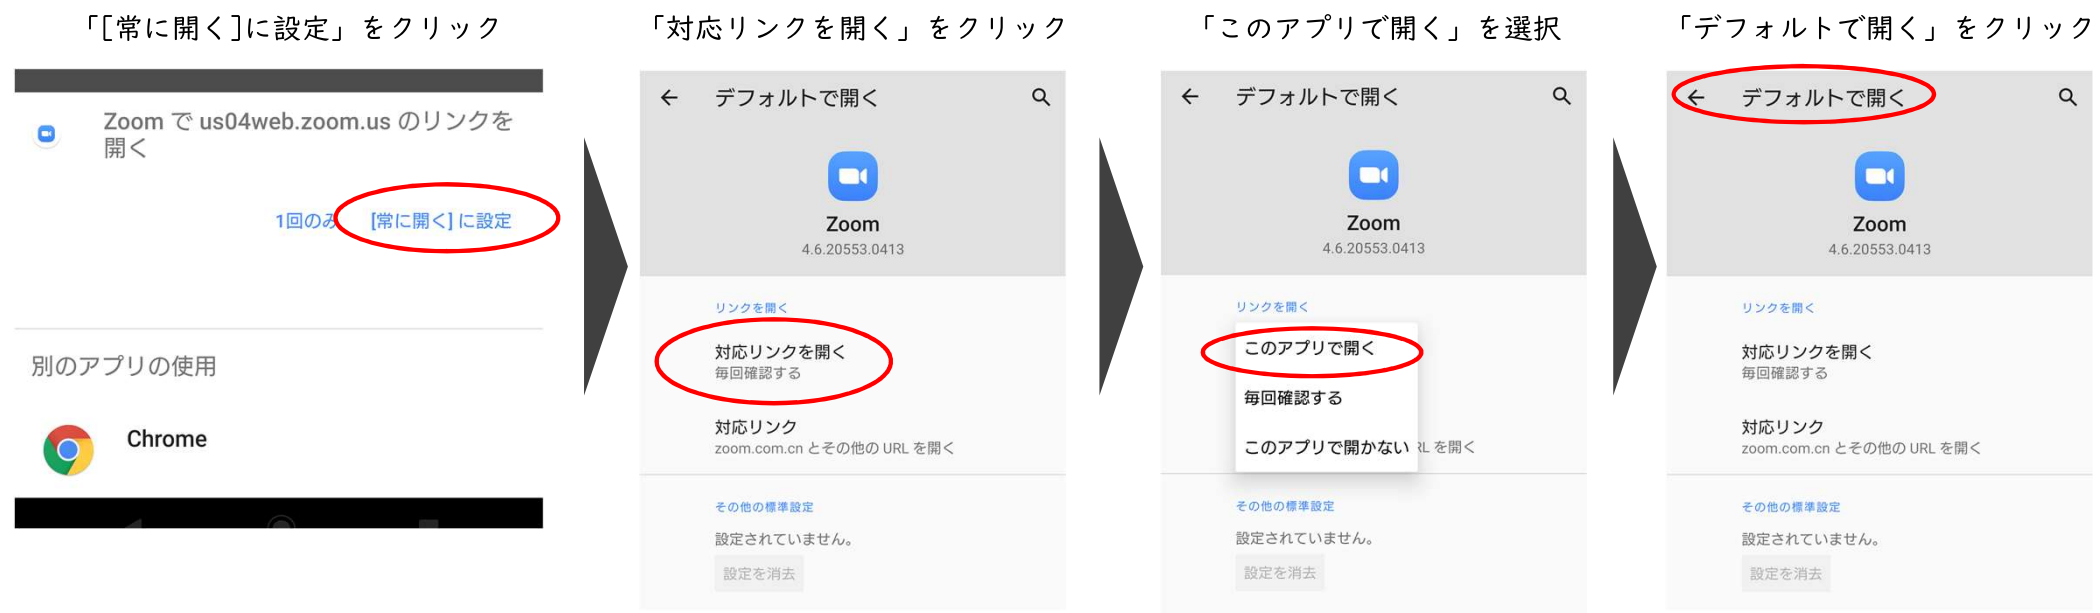 「[常に開く]に設定」をクリック
Zoom で us04web.zoom.us のリンクを
開く
1回のみ
[常に開く] に設定
別のアプリの使用
Chrome
「対応リンクを開く」をクリック
デフォルトで開く
Zoom
4.6.20553.0413
リンクを開く
対応リンクを開く
毎回確認する
対応リンク
zoom.com.cn とその他の URL を開く
その他の標準設定
設定されていません。
設定を消去
「このアプリで開く」を選択
デフォルトで開く
Zoom
4.6.20553.0413
リンクを開く
このアプリで開く
毎回確認する
このアプリで開かない
RL を開く
その他の標準設定
設定されていません。
設定を消去
「デフォルトで開く」をクリック
デフォルトで開く
Zoom
4.6.20553.0413
リンクを開く
対応リンクを開く
毎回確認する
対応リンク
zoom.com.cn とその他の URL を開く
その他の標準設定
設定されていません。
設定を消去